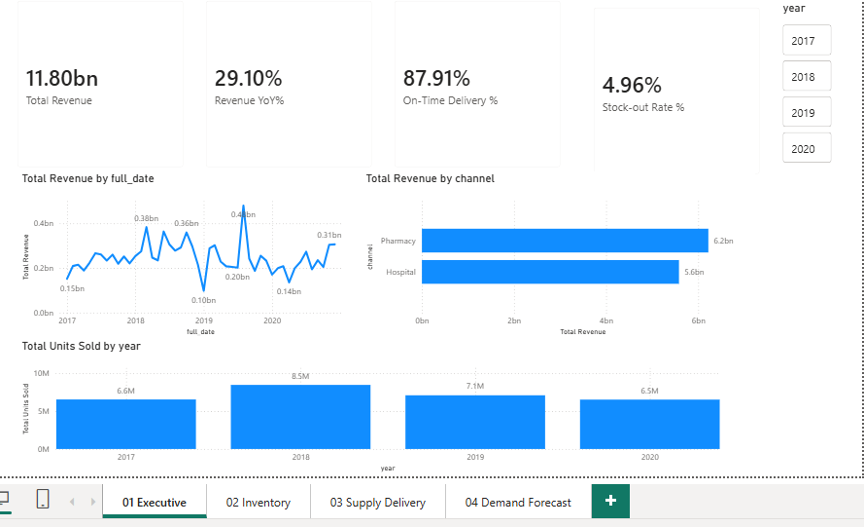 year
11.80bn
Total Revenue
29.10%
Revenue YoY%
87.91%
On-Time Delivery %
4.96%
Stock-out Rate %
2017
2018
2019
2020
Total Revenue by full_date
Total Revenue
0.4bn
0.2bn
0.0bn
0.15bn
0.38bn
0.36bn
0.10bn
0.20bn
0.14bn
0.31bn
2017
2018
2019
2020
full_date
Total Revenue by channel
channel
Pharmacy
6.2bn
Hospital
5.6bn
0bn
2bn
4bn
6bn
Total Revenue
Total Units Sold by year
Total Units Sold
10M
5M
0M
6.6M
8.5M
7.1M
6.5M
2017
2018
2019
2020
year
01 Executive
02 Inventory
03 Supply Delivery
04 Demand Forecast
+